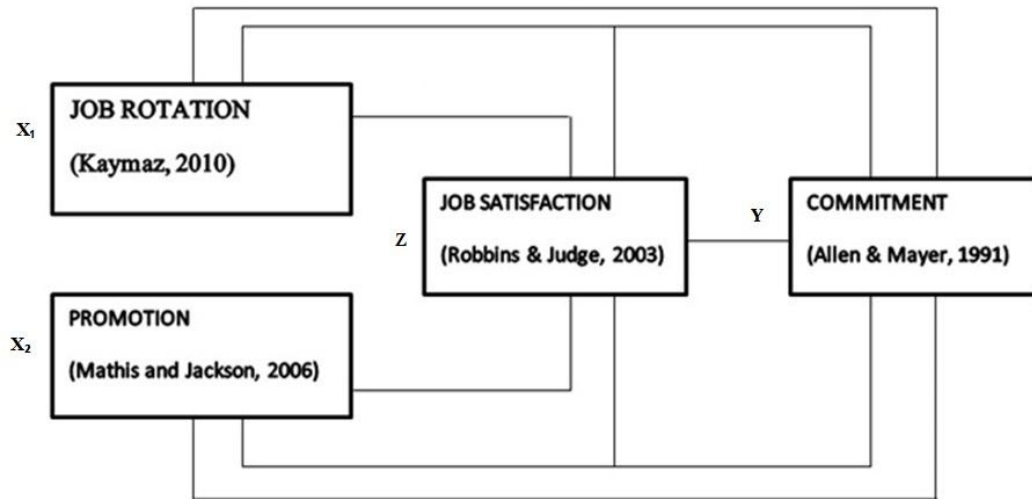 JOB ROTATION
X₁
(Kaymaz, 2010)
JOB SATISFACTION
Y
COMMITMENT
Z
(Robbins & Judge, 2003)
(Allen & Mayer, 1991)
PROMOTION
X₂
(Mathis and Jackson, 2006)